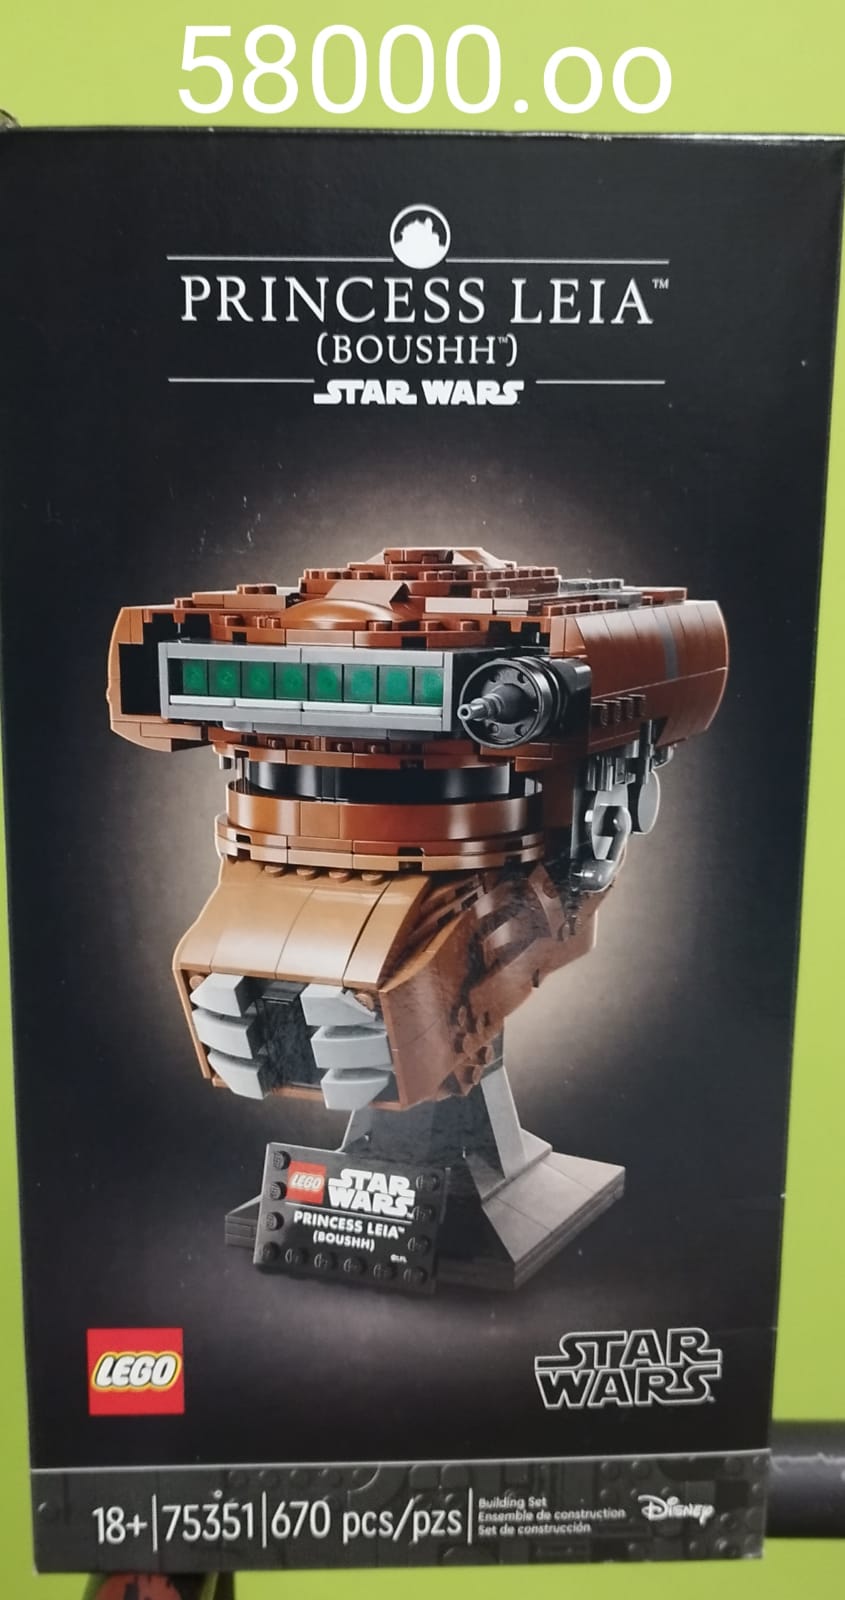 58000.oo
PRINCESS LEIA™
(BOUSHH™)
STAR WARS
LEGO STAR WARS
PRINCESS LEIA™
(BOUSHH)
LEGO
STAR WARS
18+|75351|670 pcs/pzs
Building Set
Ensemble de construction
Set de construcción
Disney